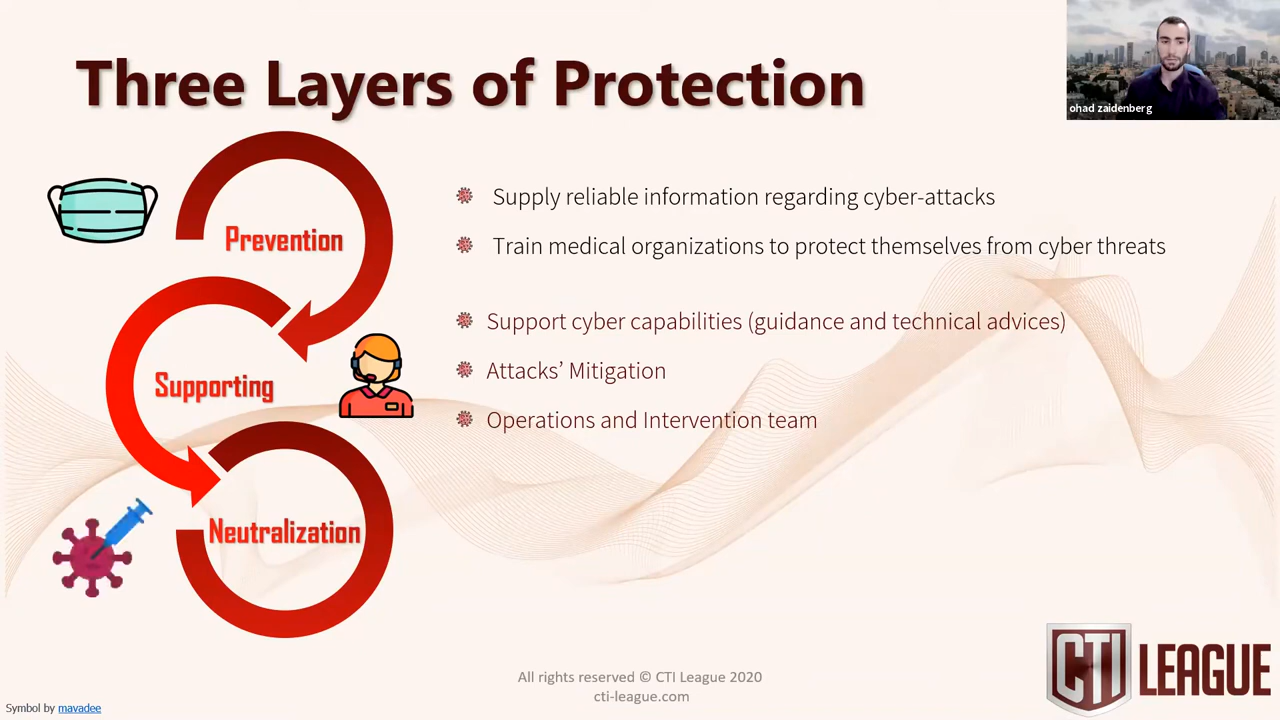 Three Layers of Protection
ohad zaidenberg
Prevention
Supply reliable information regarding cyber-attacks
Train medical organizations to protect themselves from cyber threats
Supporting
Support cyber capabilities (guidance and technical advices)
Attacks’ Mitigation
Operations and Intervention team
Neutralization
All rights reserved © CTI League 2020
cti-league.com
CTI LEAGUE
Symbol by mavadee